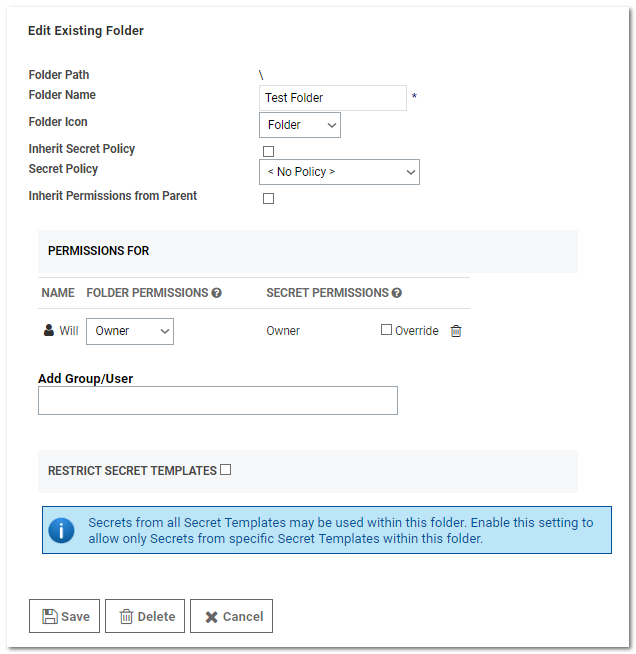 Edit Existing Folder
Folder Path \
Folder Name Test Folder *
Folder Icon Folder
Inherit Secret Policy
Secret Policy < No Policy >
Inherit Permissions from Parent
PERMISSIONS FOR
NAME FOLDER PERMISSIONS ? SECRET PERMISSIONS ?
Will Owner Owner Override
Add Group/User
RESTRICT SECRET TEMPLATES
i Secrets from all Secret Templates may be used within this folder. Enable this setting to
allow only Secrets from specific Secret Templates within this folder.
Save Delete Cancel